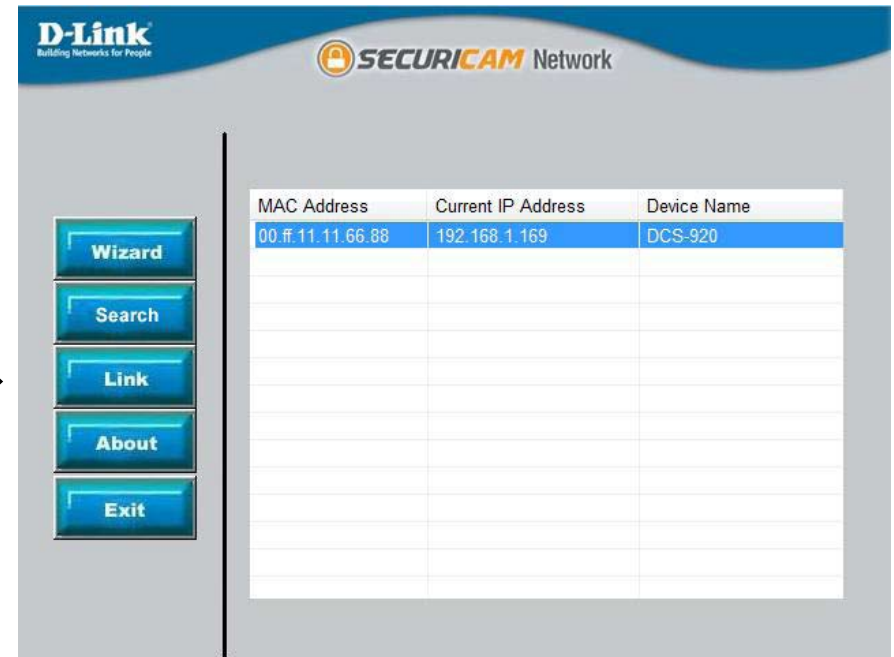 D-Link
Building Networks for People
SECURICAM Network
MAC Address Current IP Address Device Name
00.ff.11.11.66.88 192.168.1.169 DCS-920
Wizard
Search
Link
About
Exit